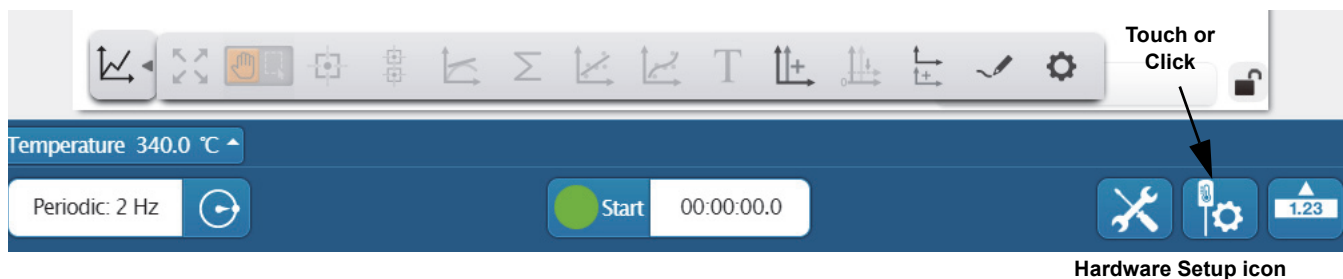 Touch or
Click
Σ
T
0
Temperature 340.0 ℃
Periodic: 2 Hz
Start
00:00:00.0
1.23
Hardware Setup icon